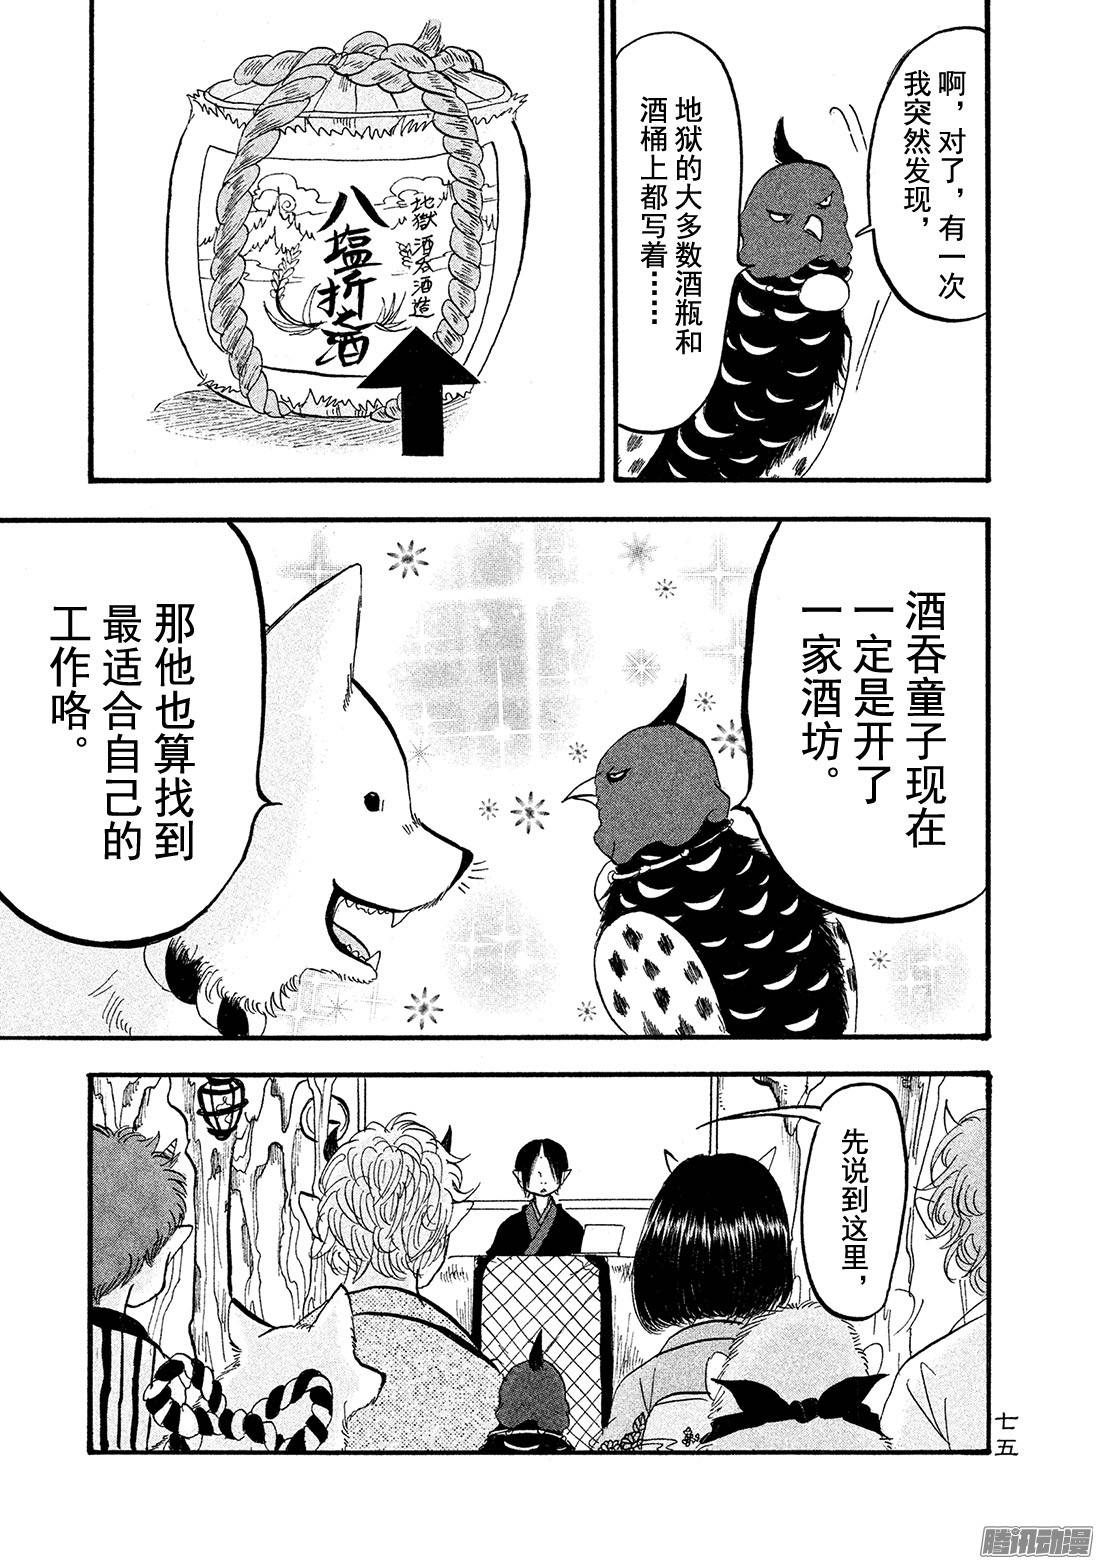 啊，对了，有一次
我突然发现，
地狱的大多数酒瓶和
酒桶上都写着……
地獄 酒呑酒造
八塩折之酒
酒吞童子现在
一定是开了
一家酒坊。
那他也算找到
最适合自己的
工作咯。
先说到这里，
七五
腾讯动漫